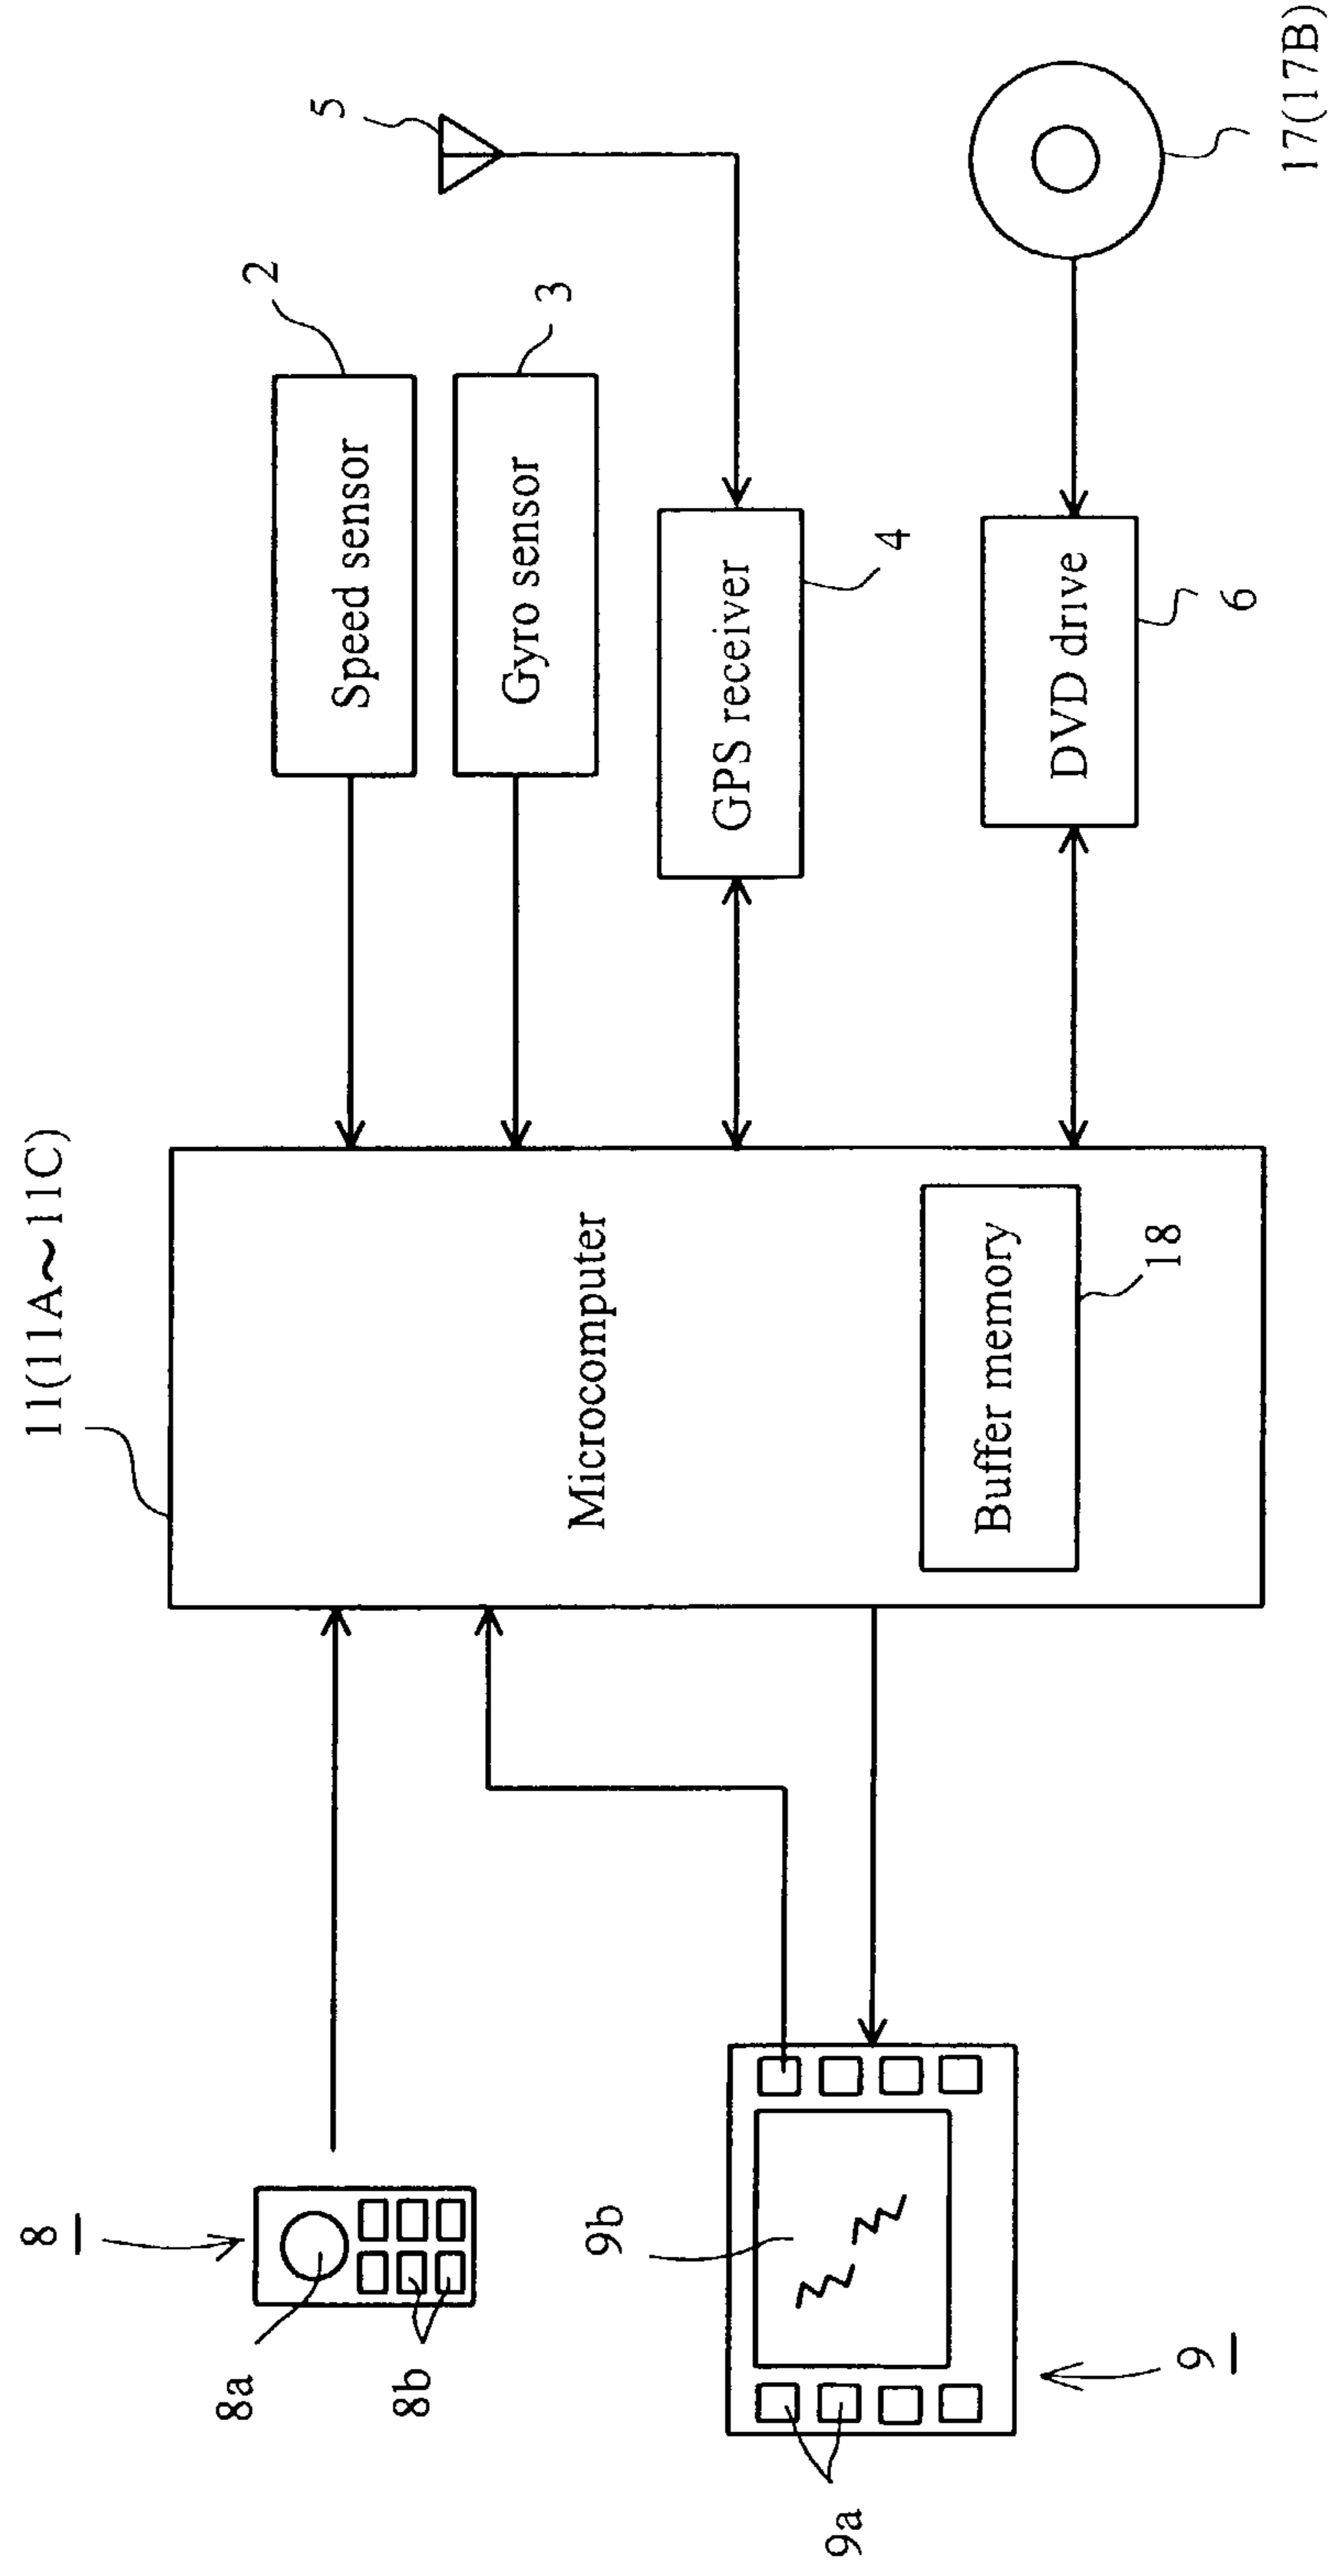 11(11A~11C)
8
8a
8b
Microcomputer
Speed sensor
2
Gyro sensor
3
5
9b
GPS receiver
4
9a
9
Buffer memory
18
DVD drive
6
17(17B)